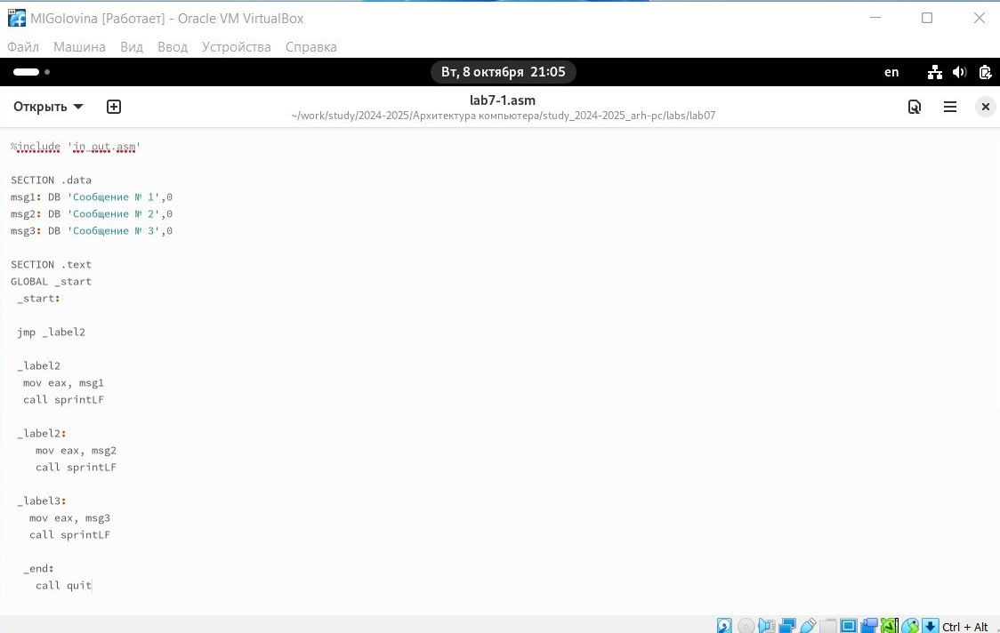 MIGolovina [Работает] - Oracle VM VirtualBox
Файл Машина Вид Ввод Устройства Справка
Вт, 8 октября 21:05
en
Открыть
lab7-1.asm
~/work/study/2024-2025/Архитектура компьютера/study_2024-2025_arh-pc/labs/lab07
%include 'in_out.asm'
SECTION .data
msg1: DB 'Сообщение № 1',0
msg2: DB 'Сообщение № 2',0
msg3: DB 'Сообщение № 3',0
SECTION .text
GLOBAL _start
_start:
jmp _label2
_label2
mov eax, msg1
call sprintLF
_label2:
mov eax, msg2
call sprintLF
_label3:
mov eax, msg3
call sprintLF
_end:
call quit
Ctrl + Alt